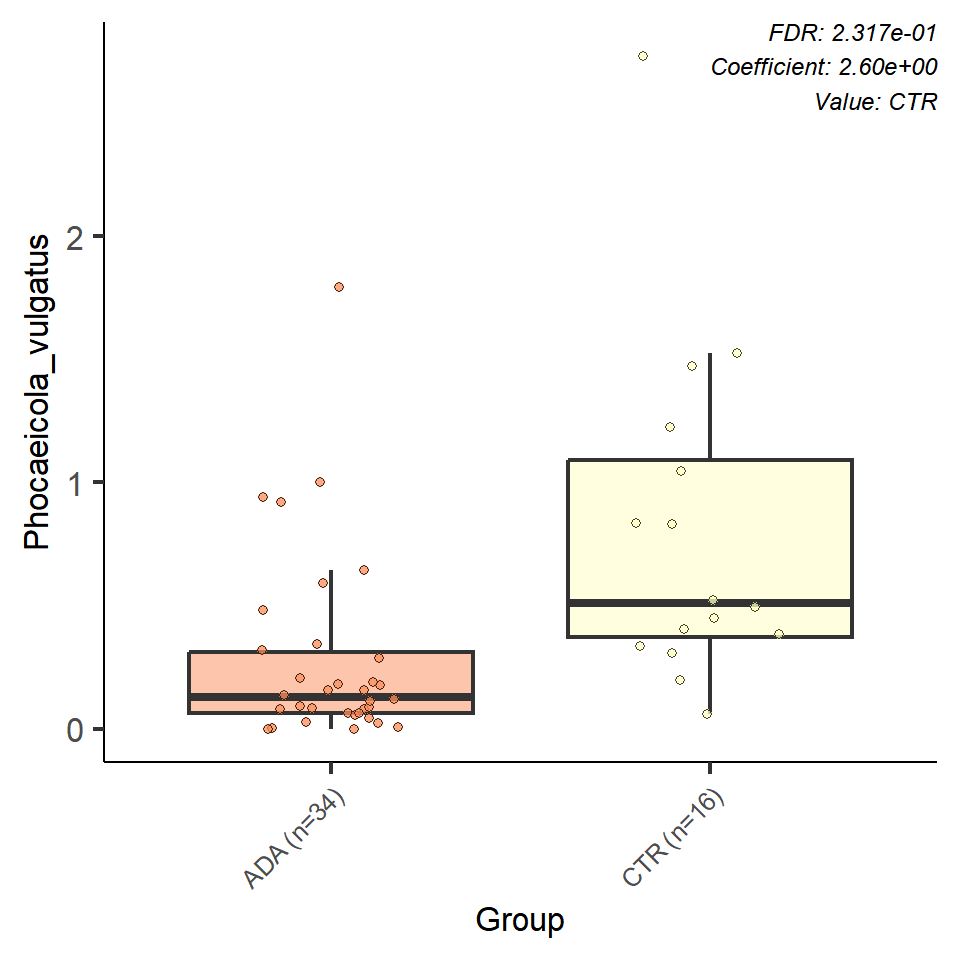 FDR: 2.317e-01
Coefficient: 2.60e+00
Value: CTR
Phocaeicola_vulgatus
2
1
0
ADA (n=34)
CTR (n=16)
Group